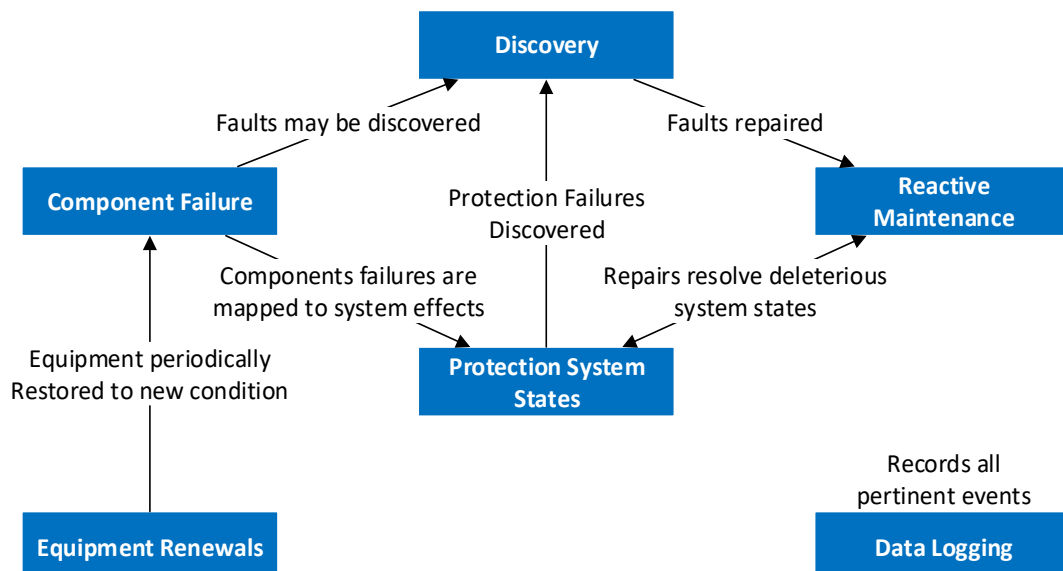 Discovery
Faults may be discovered
Faults repaired
Component Failure
Protection Failures
Discovered
Reactive
Maintenance
Components failures are
mapped to system effects
Repairs resolve deleterious
system states
Equipment periodically
Restored to new condition
Protection System
States
Records all
pertinent events
Equipment Renewals
Data Logging